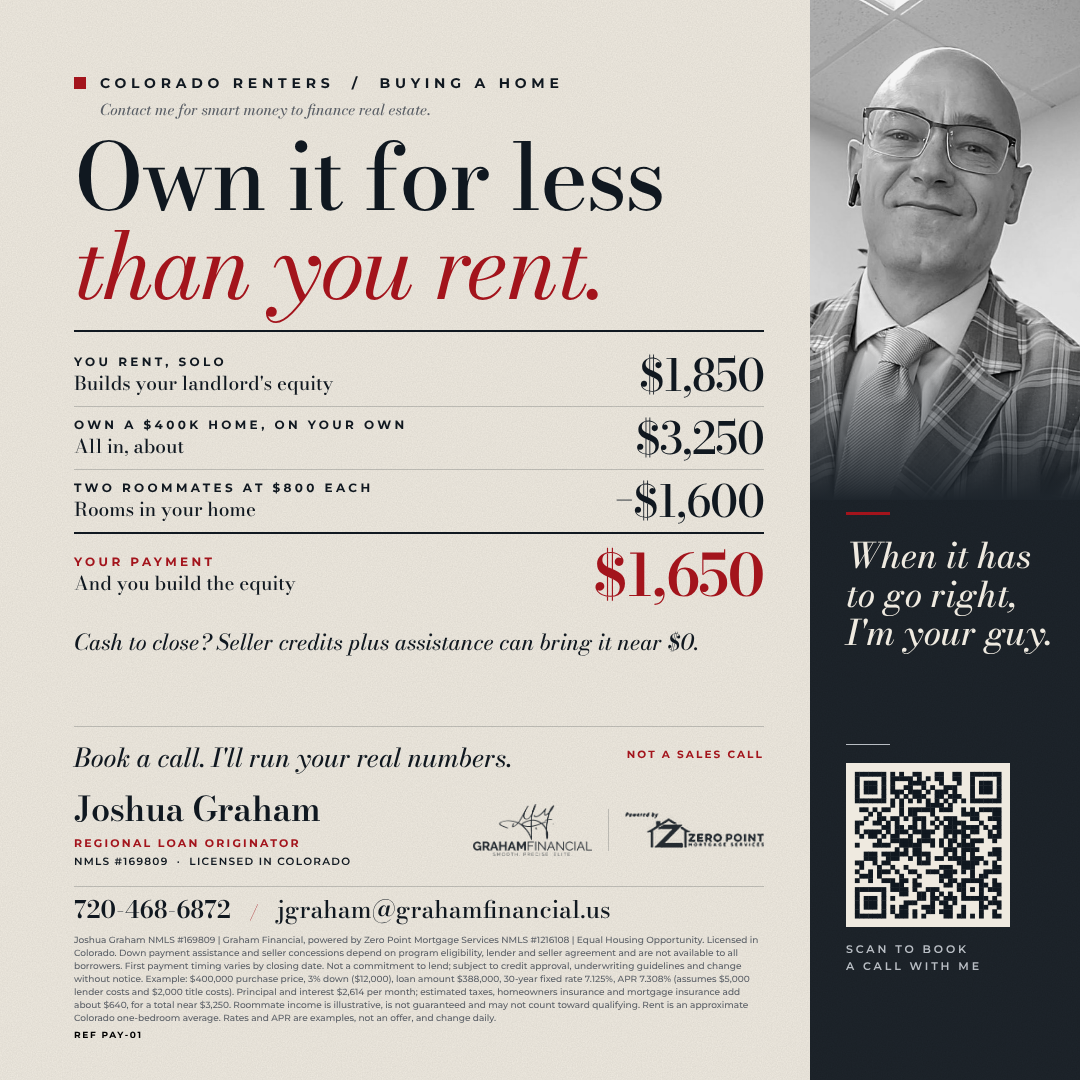 COLORADO RENTERS / BUYING A HOME
Contact me for smart money to finance real estate.
Own it for less
than you rent.
YOU RENT, SOLO
Builds your landlord's equity
$1,850
OWN A $400K HOME, ON YOUR OWN
All in, about
$3,250
TWO ROOMMATES AT $800 EACH
Rooms in your home
–$1,600
YOUR PAYMENT
And you build the equity
$1,650
Cash to close? Seller credits plus assistance can bring it near $0.
Book a call. I'll run your real numbers.
NOT A SALES CALL
Joshua Graham
REGIONAL LOAN ORIGINATOR
NMLS #169809 · LICENSED IN COLORADO
GRAHAMFINANCIAL
SMOOTH. PRECISE. ELITE.
Powered by
ZERO POINT
MORTGAGE SERVICES
720-468-6872 / jgraham@grahamfinancial.us
Joshua Graham NMLS #169809 | Graham Financial, powered by Zero Point Mortgage Services NMLS #1216108 | Equal Housing Opportunity. Licensed in
Colorado. Down payment assistance and seller concessions depend on program eligibility, lender and seller agreement and are not available to all
borrowers. First payment timing varies by closing date. Not a commitment to lend; subject to credit approval, underwriting guidelines and change
without notice. Example: $400,000 purchase price, 3% down ($12,000), loan amount $388,000, 30-year fixed rate 7.125%, APR 7.308% (assumes $5,000
lender costs and $2,000 title costs). Principal and interest $2,614 per month; estimated taxes, homeowners insurance and mortgage insurance add
about $640, for a total near $3,250. Roommate income is illustrative, is not guaranteed and may not count toward qualifying. Rent is an approximate
Colorado one-bedroom average. Rates and APR are examples, not an offer, and change daily.
REF PAY-01
When it has
to go right,
I'm your guy.
SCAN TO BOOK
A CALL WITH ME